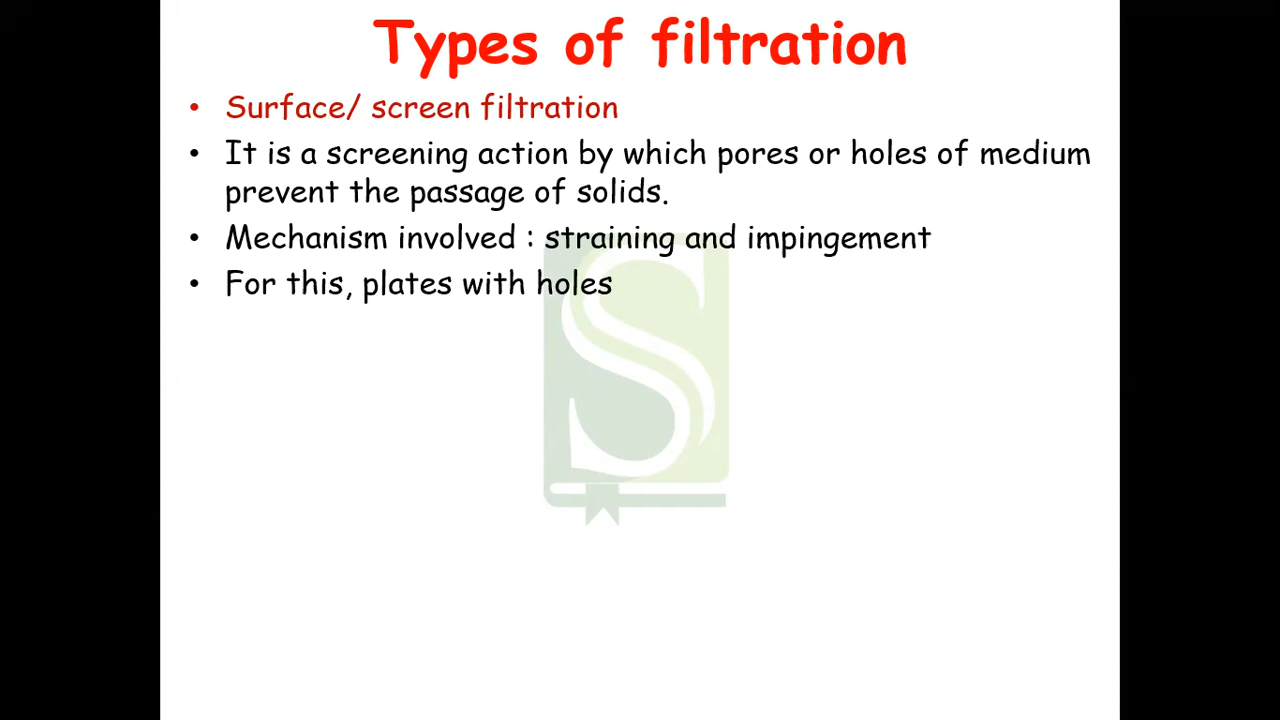 Types of filtration
• Surface/ screen filtration
• It is a screening action by which pores or holes of medium
prevent the passage of solids.
• Mechanism involved : straining and impingement
• For this, plates with holes
S